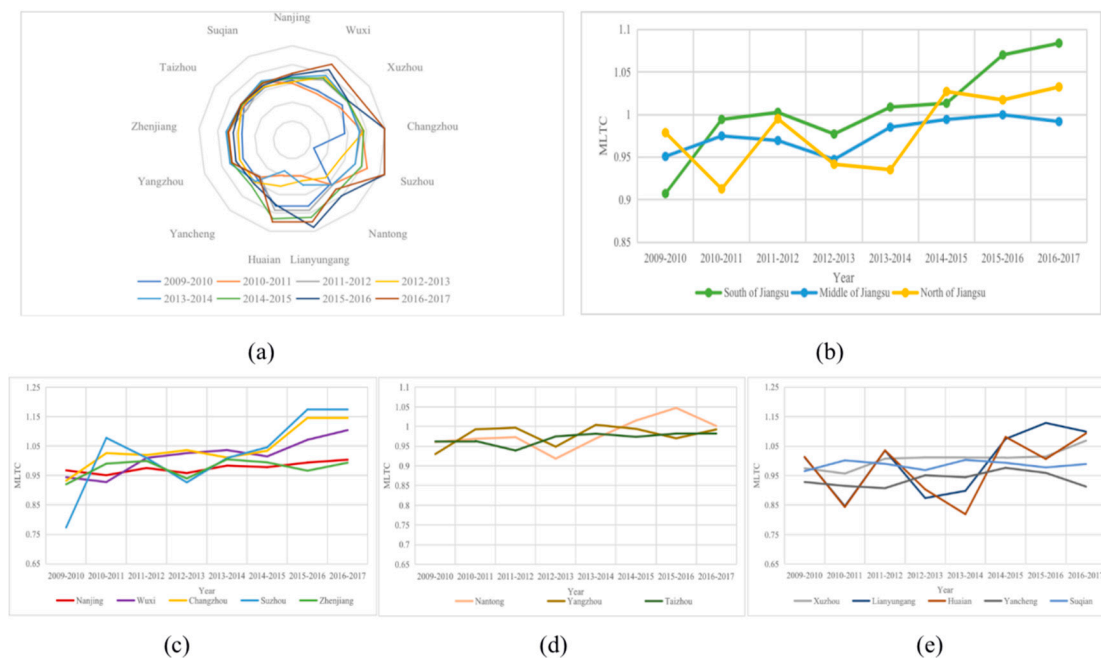 Nanjing
Suqian Wuxi
Taizhou Xuzhou
Zhenjiang Changzhou
Yangzhou Suzhou
Yancheng Nantong
Huaian Lianyungang
2009-2010 2010-2011 2011-2012 2012-2013
2013-2014 2014-2015 2015-2016 2016-2017
(a)
1.1
1.05
1
0.95
0.9
0.85
MLTC
2009-2010 2010-2011 2011-2012 2012-2013 2013-2014 2014-2015 2015-2016 2016-2017
Year
South of Jiangsu Middle of Jiangsu North of Jiangsu
(b)
1.25
1.15
1.05
0.95
0.85
0.75
0.65
MLTC
2009-2010 2010-2011 2011-2012 2012-2013 2013-2014 2014-2015 2015-2016 2016-2017
Year
Nanjing Wuxi Changzhou Suzhou Zhenjiang
(c)
1.1
1.05
1
0.95
0.9
0.85
0.8
0.75
0.7
0.65
MLTC
2009-2010 2010-2011 2011-2012 2012-2013 2013-2014 2014-2015 2015-2016 2016-2017
Year
Nantong Yangzhou Taizhou
(d)
1.25
1.15
1.05
0.95
0.85
0.75
0.65
MLTC
2009-2010 2010-2011 2011-2012 2012-2013 2013-2014 2014-2015 2015-2016 2016-2017
Year
Xuzhou Lianyungang Huaian Yancheng Suqian
(e)